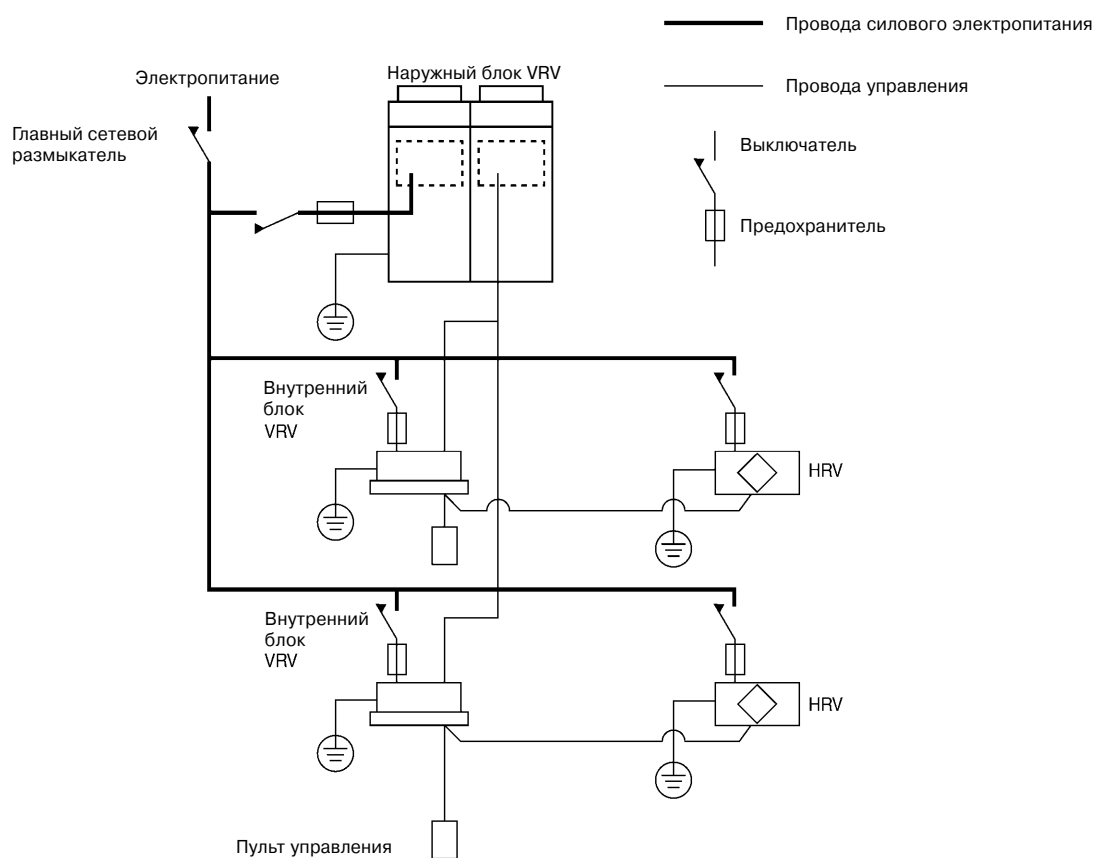 Провода силового электропитания
Электропитание
Наружный блок VRV
Провода управления
Главный сетевой
размыкатель
Выключатель
Предохранитель
Внутренний
блок
VRV
HRV
Внутренний
блок
VRV
HRV
Пульт управления